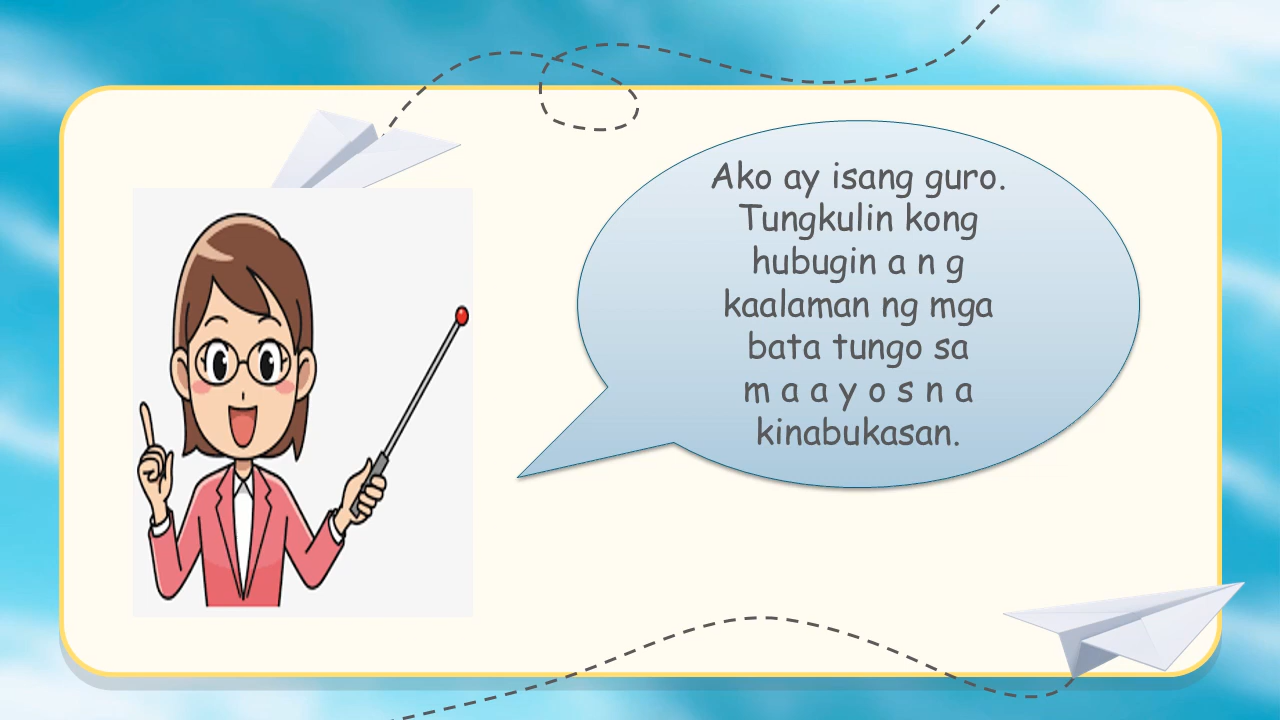 Ako ay isang guro.
Tungkulin kong
hubugin a n g
kaalaman ng mga
bata tungo sa
m a a y o s n a
kinabukasan.